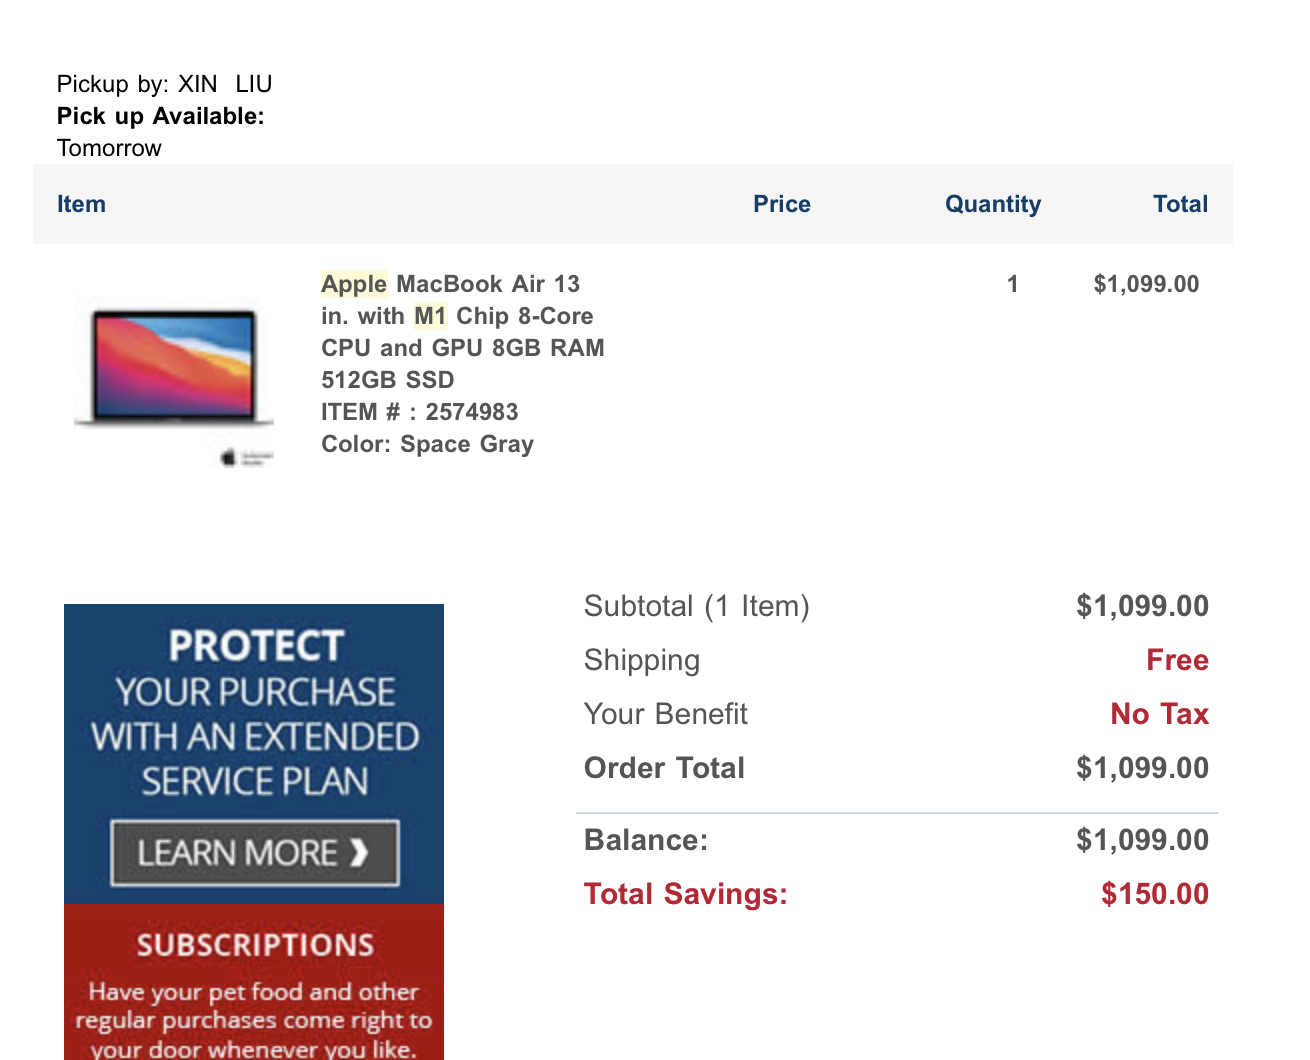 Pickup by: XIN  LIU
Pick up Available:
Tomorrow
Item Price Quantity Total
Apple MacBook Air 13 1 $1,099.00
in. with M1 Chip 8-Core
CPU and GPU 8GB RAM
512GB SSD
ITEM # : 2574983
Color: Space Gray
Subtotal (1 Item) $1,099.00
Shipping Free
Your Benefit No Tax
Order Total $1,099.00
Balance: $1,099.00
Total Savings: $150.00
PROTECT
YOUR PURCHASE
WITH AN EXTENDED
SERVICE PLAN
LEARN MORE ❯
SUBSCRIPTIONS
Have your pet food and other
regular purchases come right to
your door whenever you like.